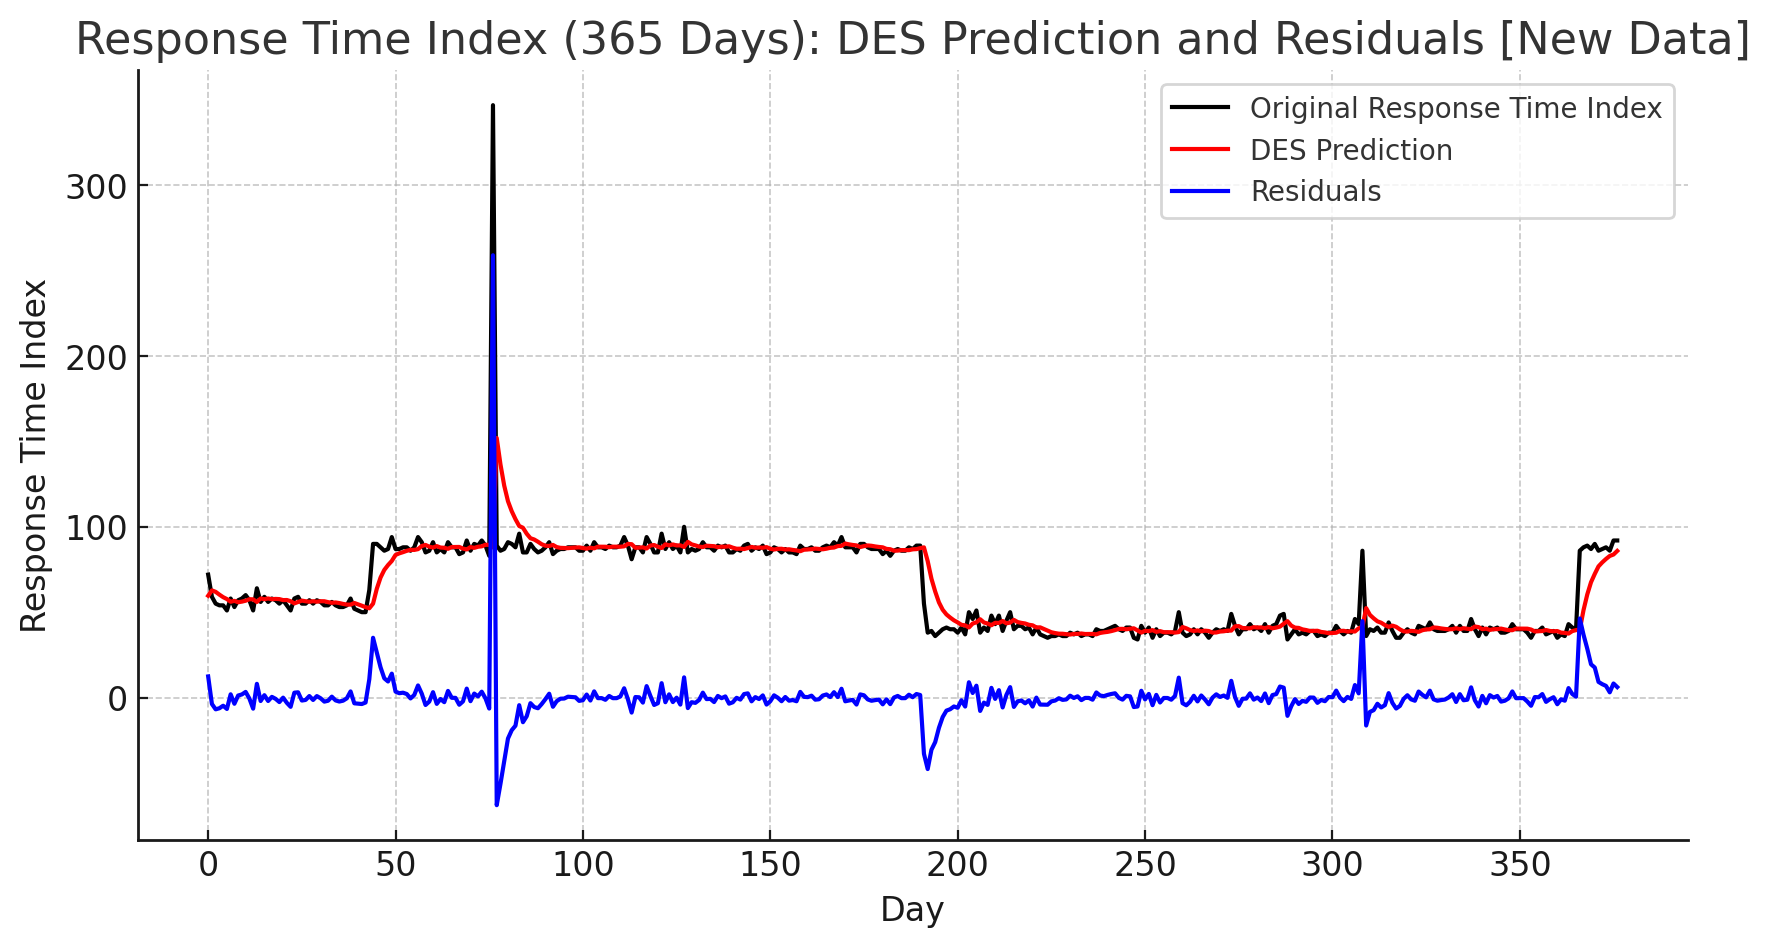 Response Time Index (365 Days): DES Prediction and Residuals [New Data]
Original Response Time Index
DES Prediction
Residuals
Response Time Index
300
200
100
0
0 50 100 150 200 250 300 350
Day